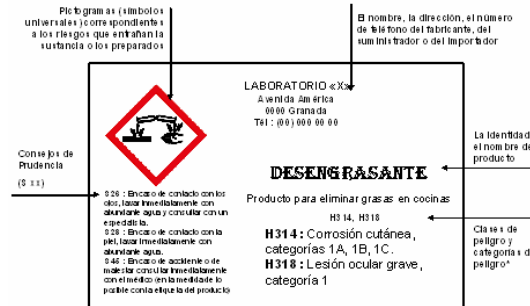 Pictogramas (símbolos
universales) correspondientes
a los riesgos que entrañan la
sustancia o los preparados
El nombre, la dirección, el número
de teléfono del fabricante, del
suministrador o del importador
LABORATORIO «X»
Avenida América
0000 Granada
Tél : (00) 000 00 00
La identidad
el nombre de
producto
Consejos de
Prudencia
(S xx)
DESENGRASANTE
Producto para eliminar grasas en cocinas
H314, H318
H314 : Corrosión cutánea,
categorías 1A, 1B, 1C.
H318 : Lesión ocular grave,
categoría 1
S26 : En caso de contacto con los
ojos, lavar inmediatamente con
abundante agua y consultar con un
especialista.
S28 : En caso de contacto con la
piel, lavar inmediatamente con
abundante agua.
S45 : En caso de accidente o de
malestar consultar inmediatamente
con el médico (en la medida de lo
posible con la etiqueta del producto)
Clases de
peligro y
categorías d
peligro*